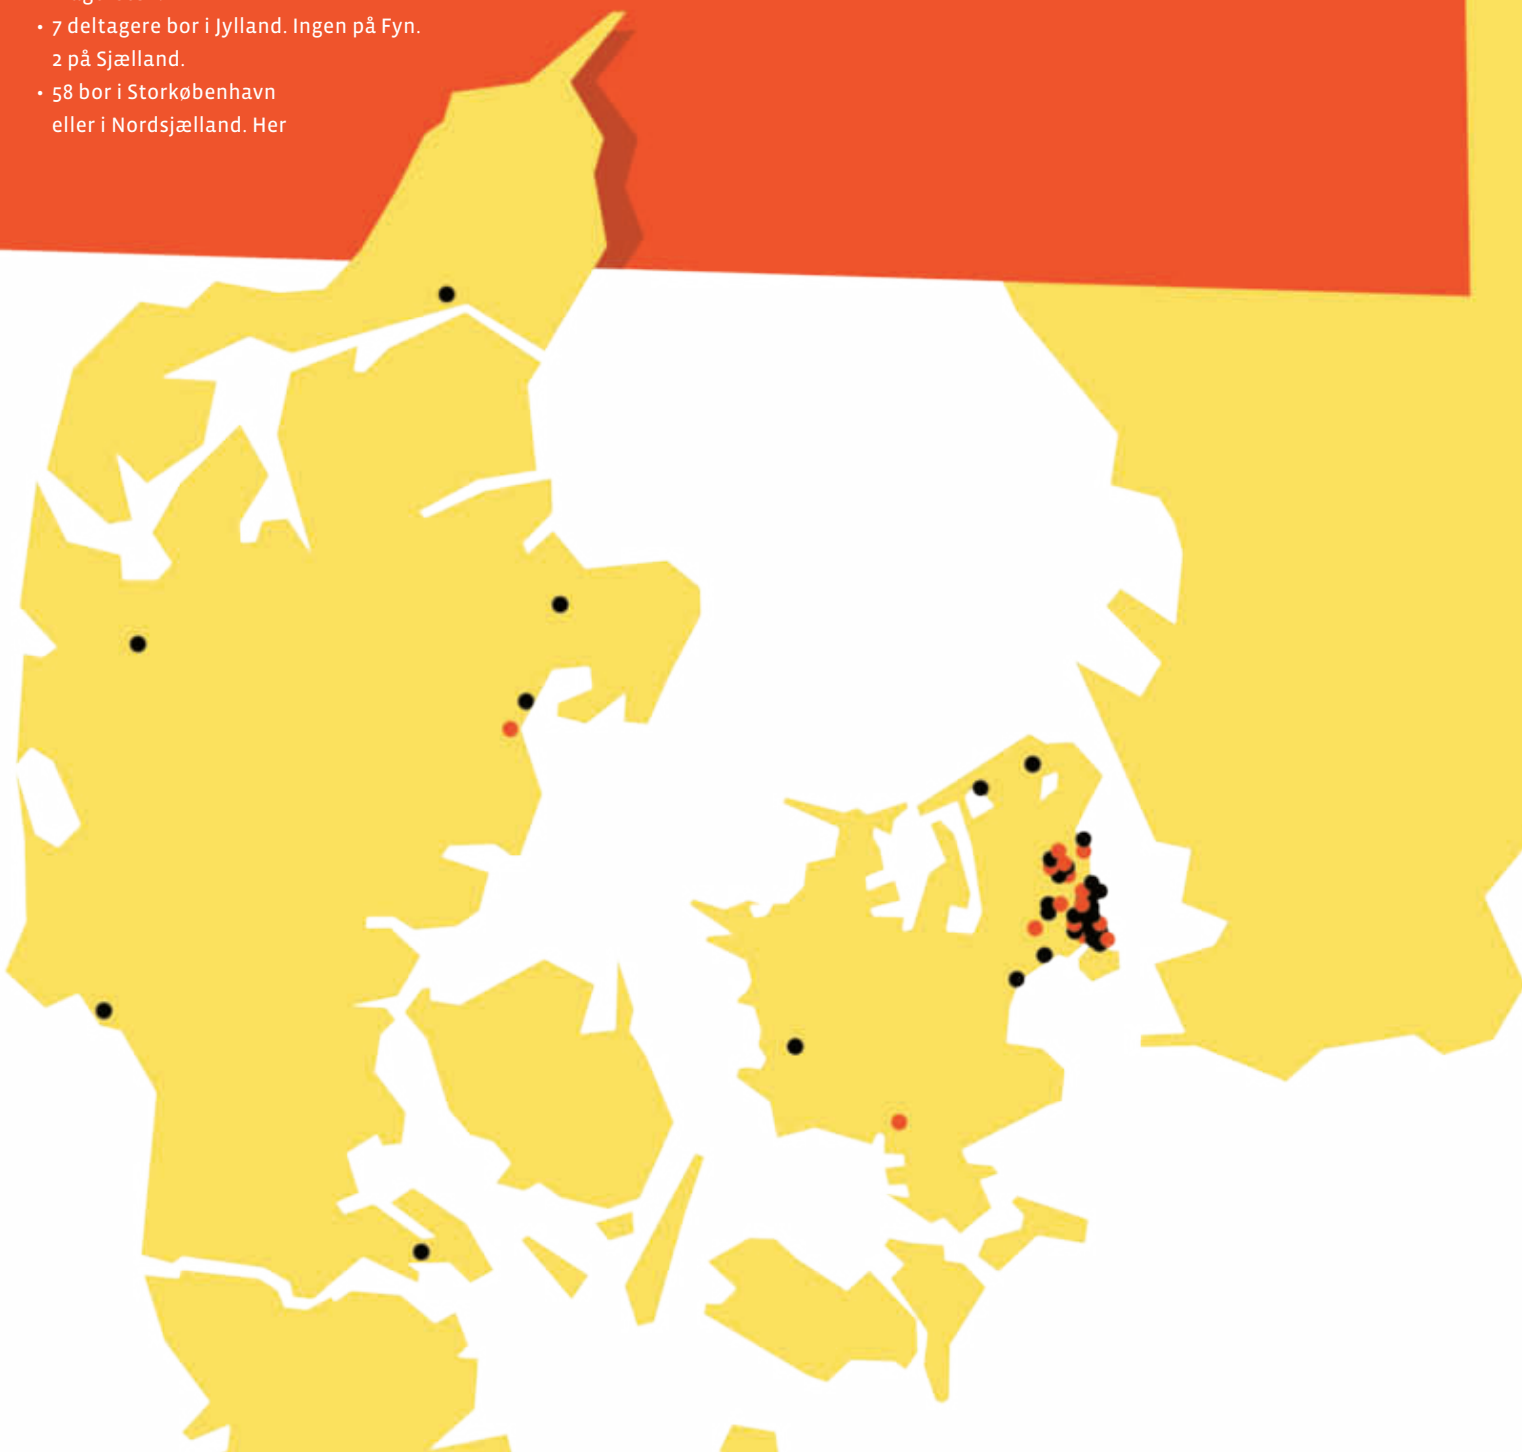 • 7 deltagere bor i Jylland. Ingen på Fyn.
2 på Sjælland.
• 58 bor i Storkøbenhavn
eller i Nordsjælland. Her